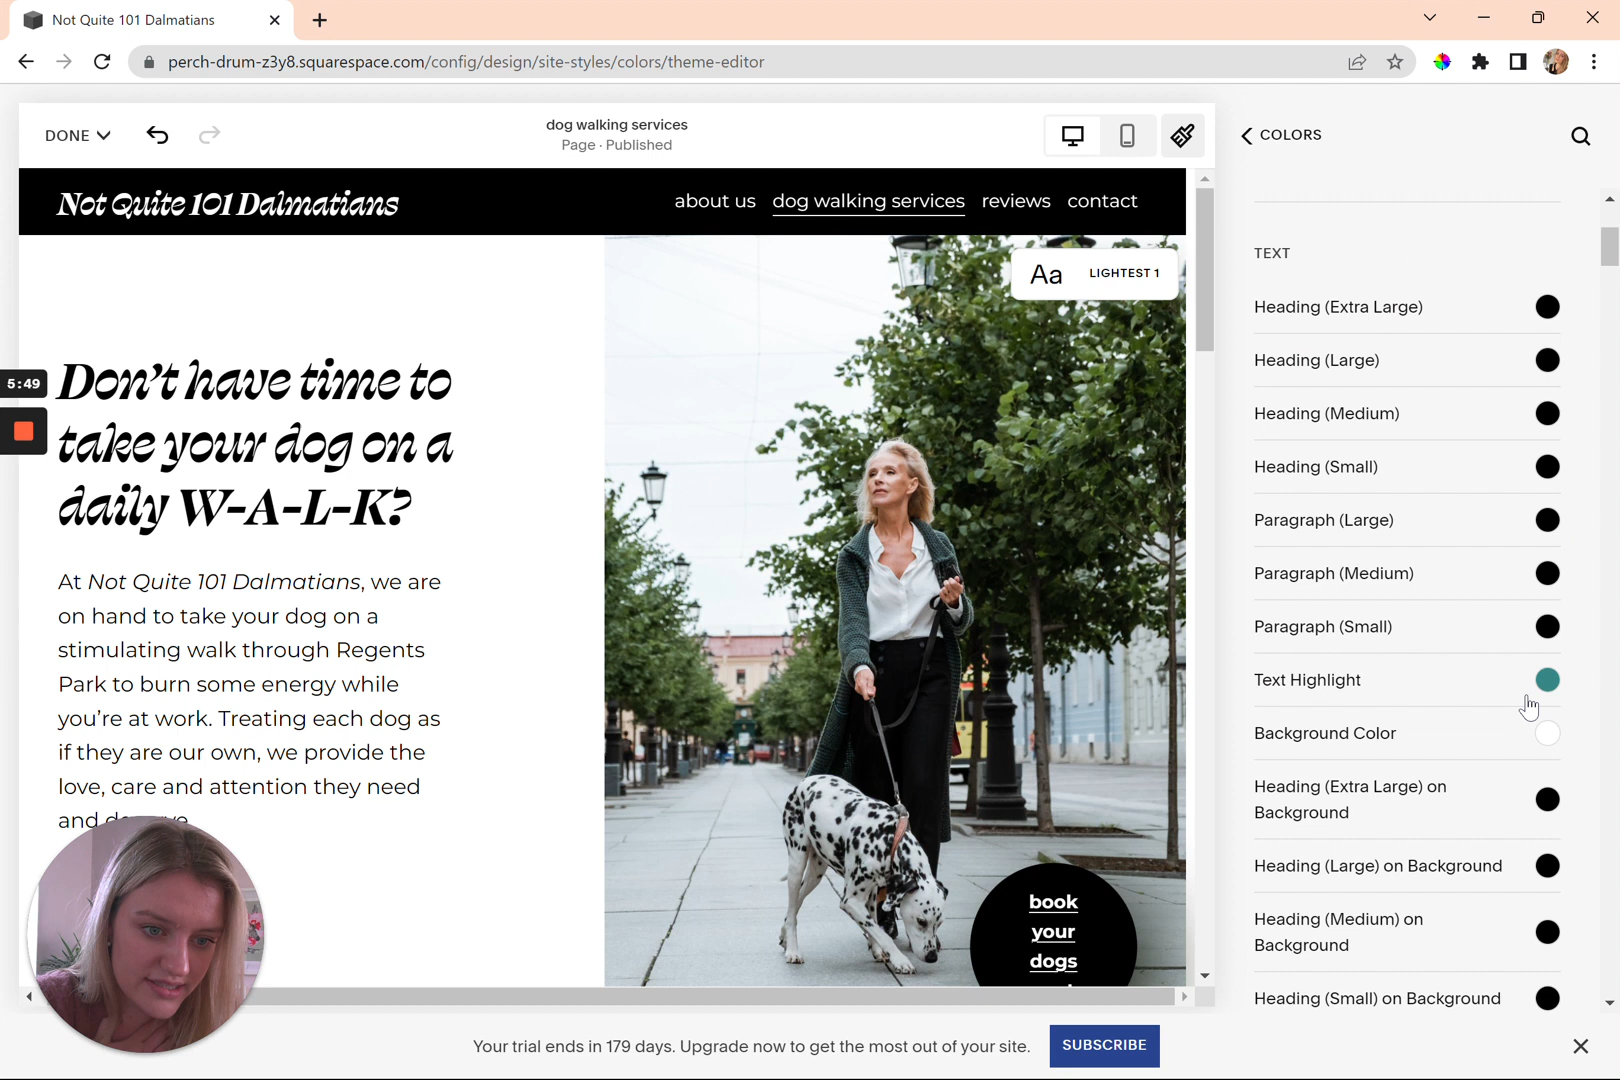 Not Quite 101 Dalmatians
perch-drum-z3y8.squarespace.com/config/design/site-styles/colors/theme-editor
DONE
dog walking services
Page · Published
COLORS
Not Quite 101 Dalmatians
about us dog walking services reviews contact
Aa LIGHTEST 1
Don't have time to
take your dog on a
daily W-A-L-K?
At Not Quite 101 Dalmatians, we are
on hand to take your dog on a
stimulating walk through Regents
Park to burn some energy while
you're at work. Treating each dog as
if they are our own, we provide the
love, care and attention they need
and
book
your
dogs
5:49
TEXT
Heading (Extra Large)
Heading (Large)
Heading (Medium)
Heading (Small)
Paragraph (Large)
Paragraph (Medium)
Paragraph (Small)
Text Highlight
Background Color
Heading (Extra Large) on
Background
Heading (Large) on Background
Heading (Medium) on
Background
Heading (Small) on Background
Your trial ends in 179 days. Upgrade now to get the most out of your site.
SUBSCRIBE